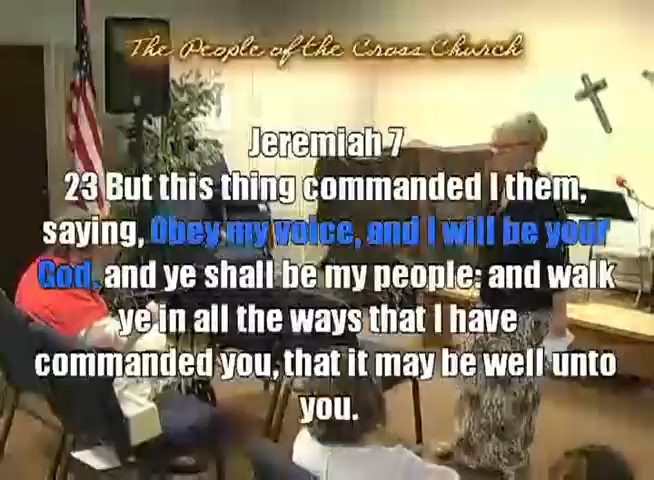 The People of the Cross Church
Jeremiah 7
23 But this thing commanded I them,
saying, Obey my voice, and I will be your
God, and ye shall be my people: and walk
ye in all the ways that I have
commanded you, that it may be well unto
you.